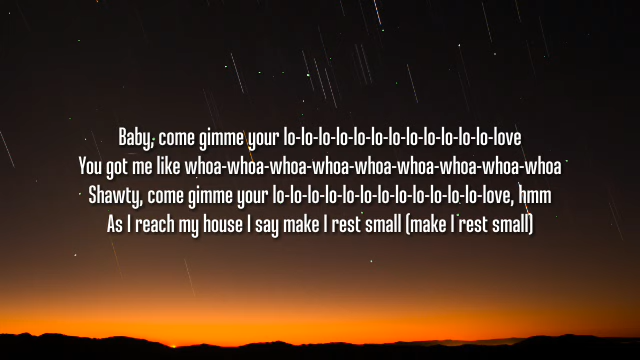 Baby, come gimme your lo-lo-lo-lo-lo-lo-lo-lo-lo-lo-lo-lo-love
You got me like whoa-whoa-whoa-whoa-whoa-whoa-whoa-whoa-whoa
Shawty, come gimme your lo-lo-lo-lo-lo-lo-lo-lo-lo-lo-lo-lo-love, hmm
As I reach my house I say make I rest small (make I rest small)